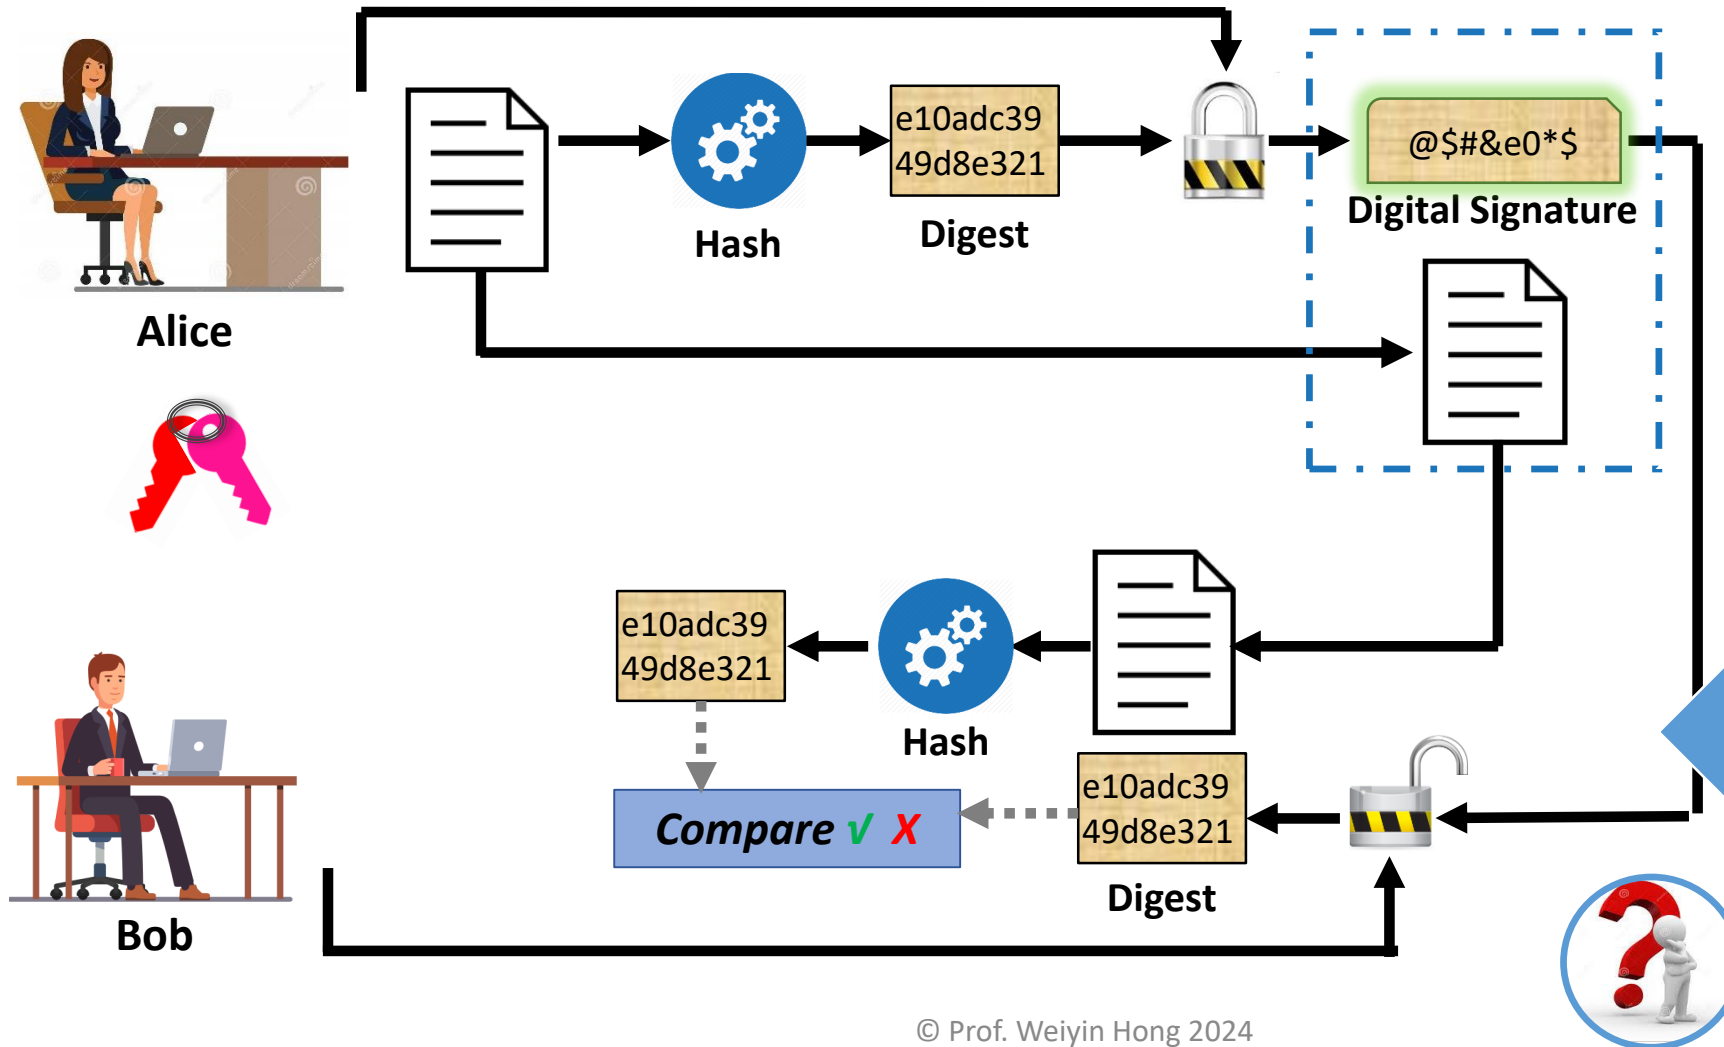 e10adc39
49d8e321
@$#&e0*$
Hash
Digest
Digital Signature
Alice
e10adc39
49d8e321
Hash
e10adc39
49d8e321
Compare √ X
Digest
Bob
© Prof. Weiyin Hong 2024